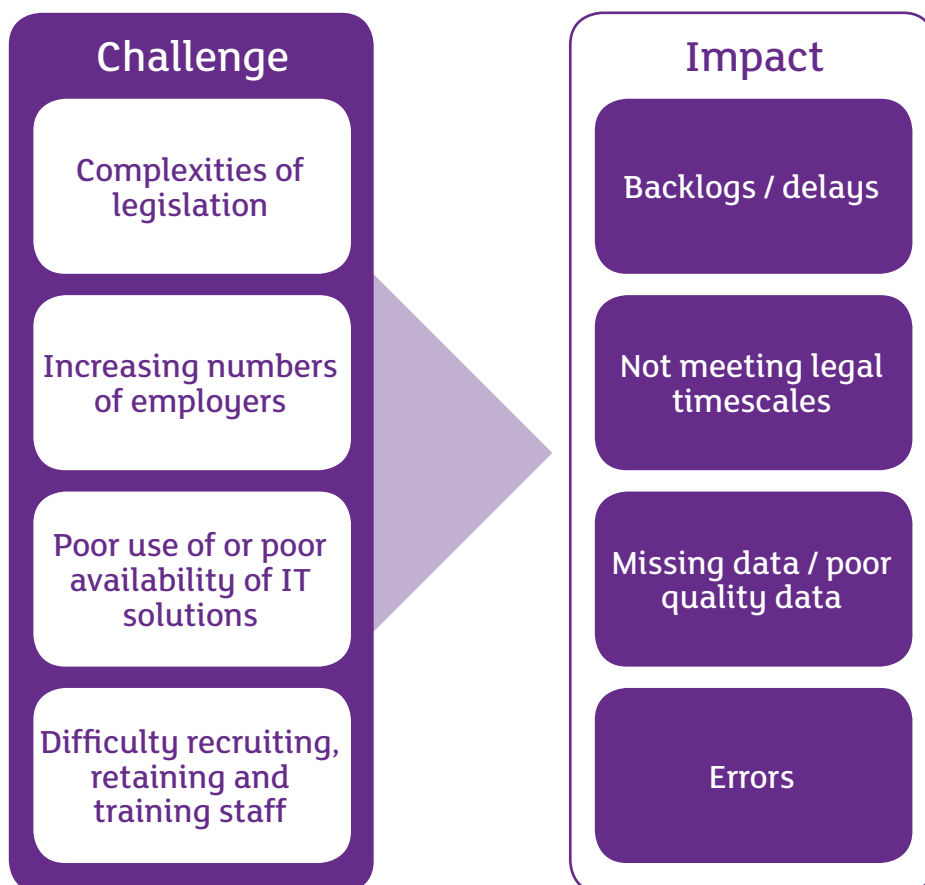 Challenge
Complexities of
legislation
Increasing numbers
of employers
Poor use of or poor
availability of IT
solutions
Difficulty recruiting,
retaining and
training staff
Impact
Backlogs / delays
Not meeting legal
timescales
Missing data / poor
quality data
Errors